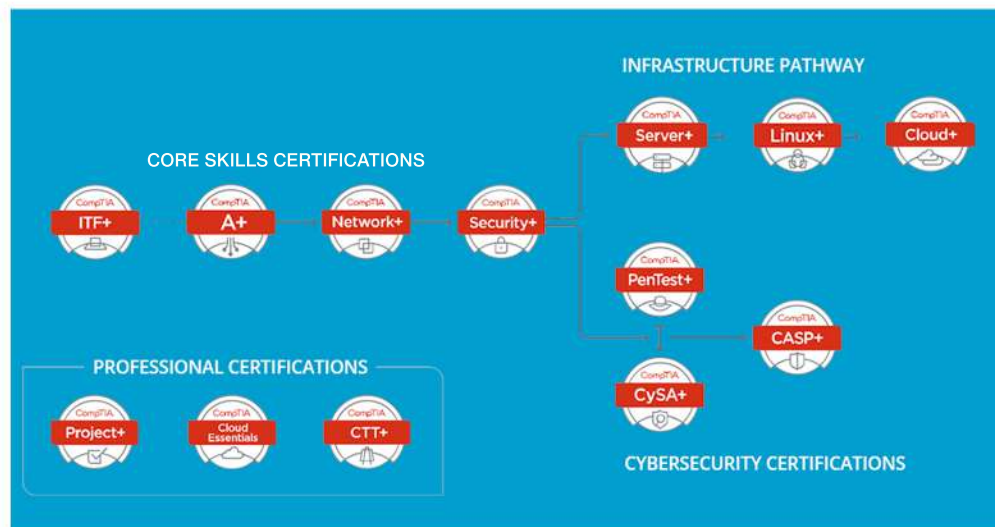 INFRASTRUCTURE PATHWAY
CompTIA
Server+
CompTIA
Linux+
CompTIA
Cloud+
CORE SKILLS CERTIFICATIONS
CompTIA
ITF+
CompTIA
A+
CompTIA
Network+
CompTIA
Security+
CompTIA
PenTest+
CompTIA
CASP+
CompTIA
CySA+
CYBERSECURITY CERTIFICATIONS
PROFESSIONAL CERTIFICATIONS
CompTIA
Project+
CompTIA
Cloud
Essentials
CompTIA
CTT+